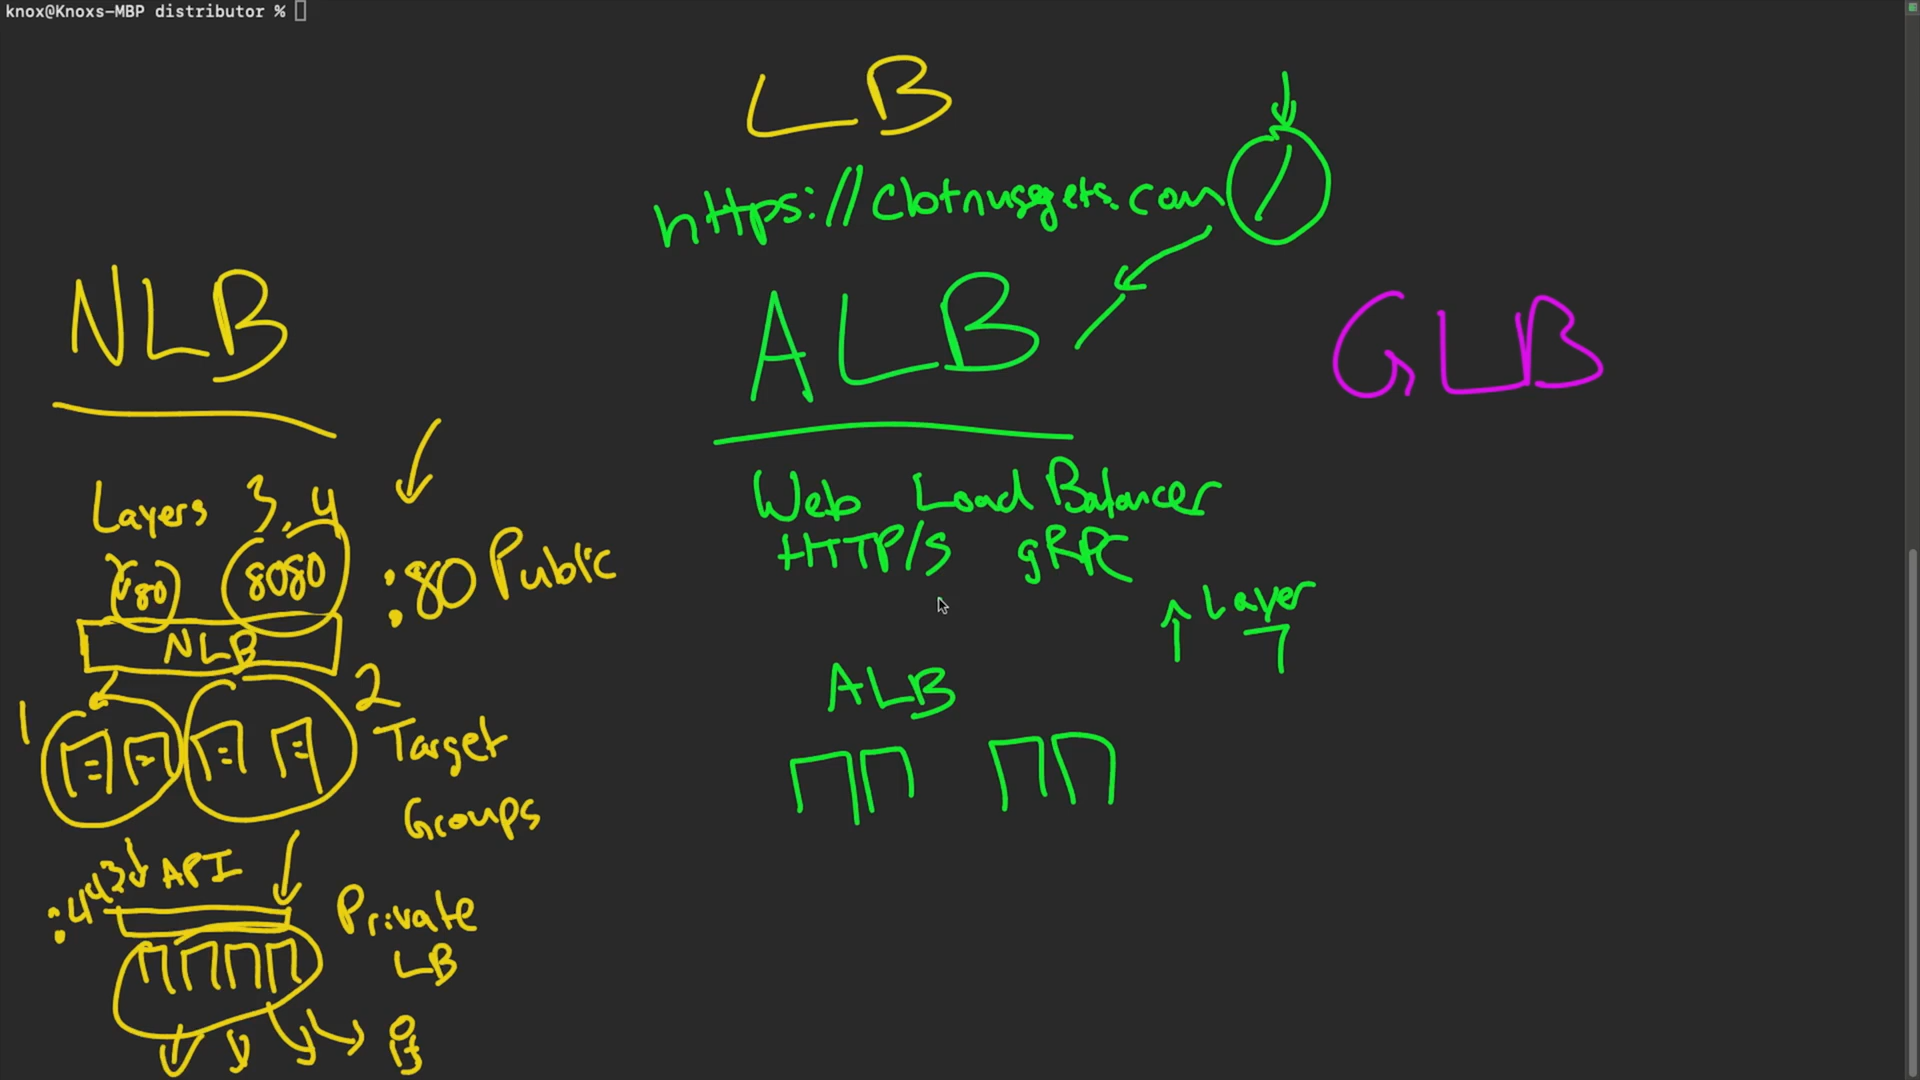 knox@Knoxs-MBP distributor %
LB
https://clotnuggets.com/
NLB
Layers 3,4
:80 8080
:80 Public
NLB
1
2
Target
Groups
:443 API
Private
LB
ALB
/
Web Load Balancer
HTTP/S gRPC
↑ Layer
7
ALB
GLB